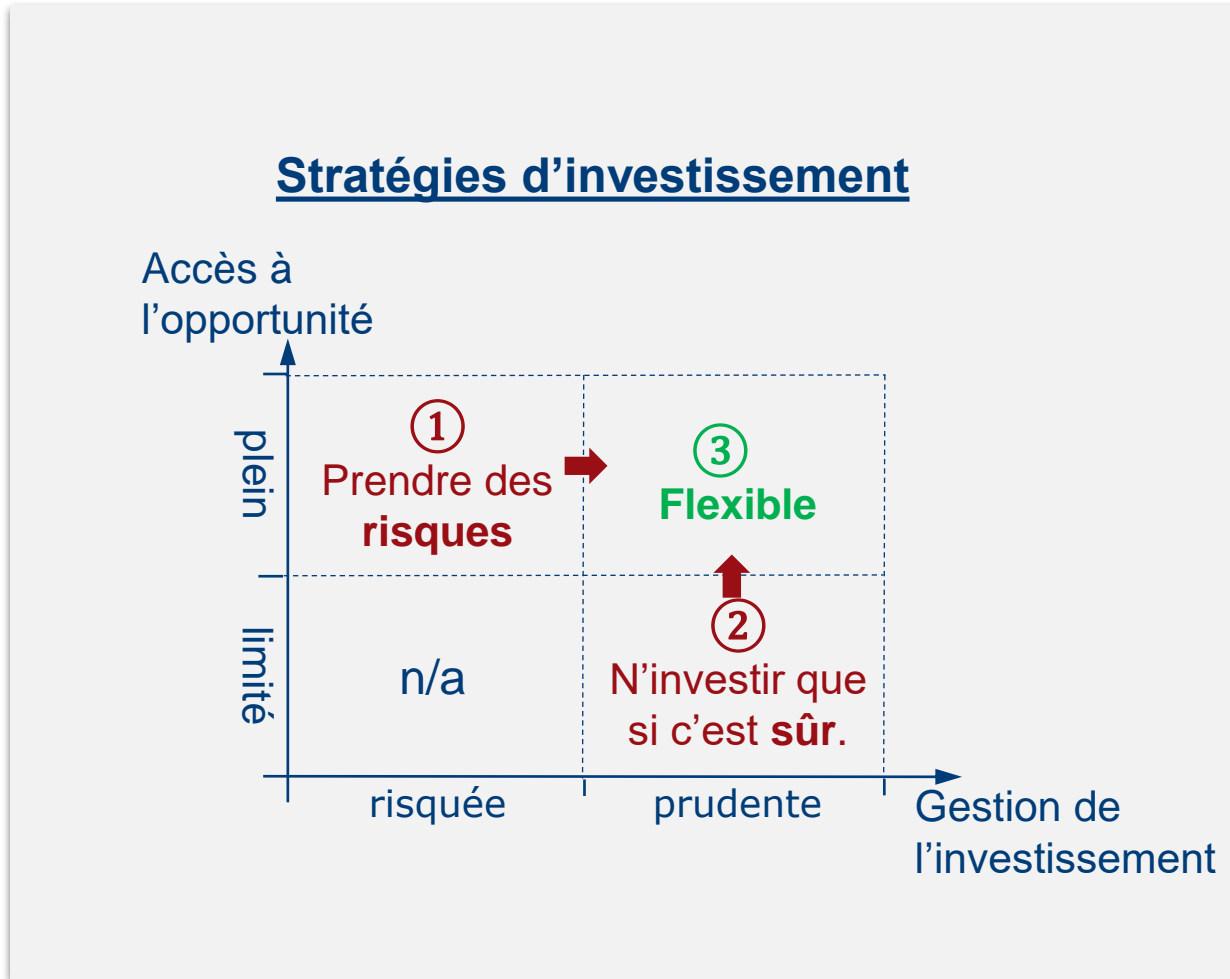 Stratégies d’investissement
Accès à
l’opportunité
plein
①
Prendre des
risques
③
Flexible
limité
n/a
②
N’investir que
si c’est sûr.
risquée
prudente
Gestion de
l’investissement